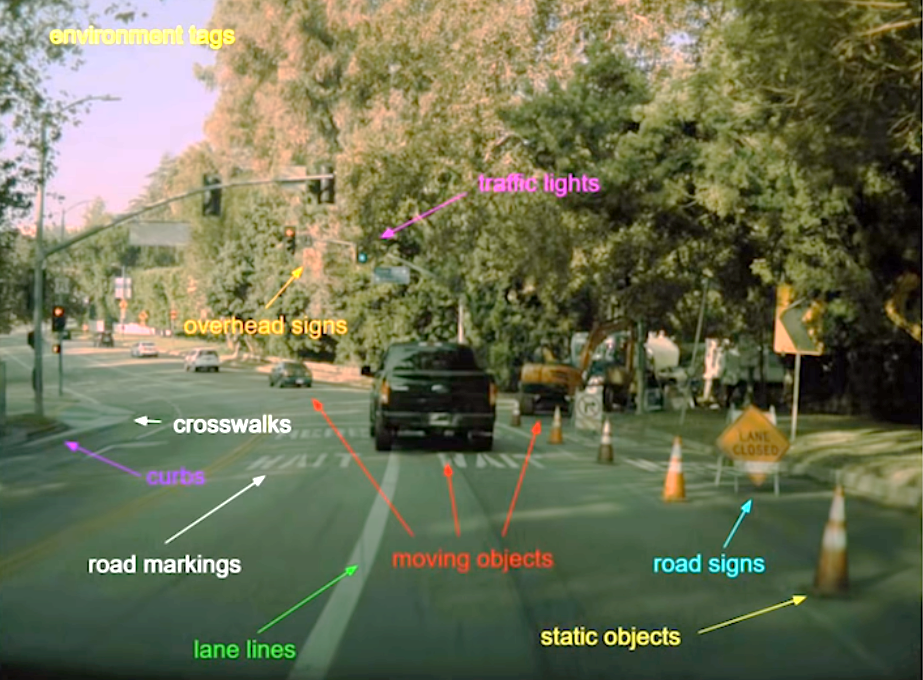 environment tags
traffic lights
overhead signs
crosswalks
LANE
CLOSED
curbs
road markings
moving objects
road signs
static objects
lane lines